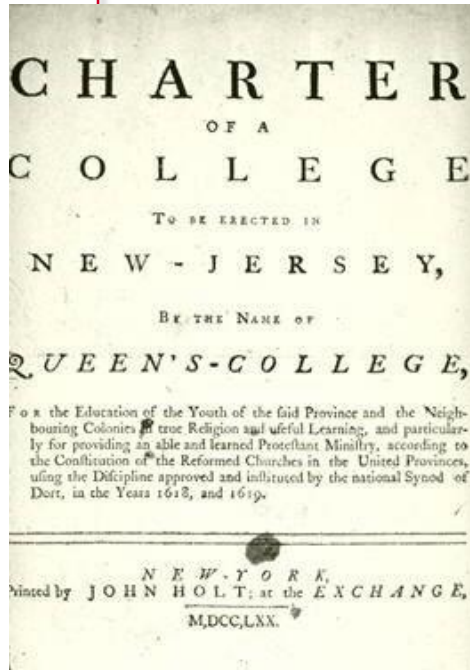 CHARTER
OF A
COLLEGE
TO BE ERECTED IN
NEW-JERSEY,
BY THE NAME OF
QUEEN'S-COLLEGE,
FOR the Education of the Youth of the ſaid Province and the Neigh-
bouring Colonies in true Religion and uſeful Learning, and particular-
ly for providing an able and learned Proteſtant Miniſtry, according to
the Conſtitution of the Reformed Churches in the United Provinces,
uſing the Diſcipline approved and inſtituted by the national Synod of
Dort, in the Years 1618, and 1619.
NEW-YORK,
Printed by JOHN HOLT; at the EXCHANGE,
M,DCC,LXX.